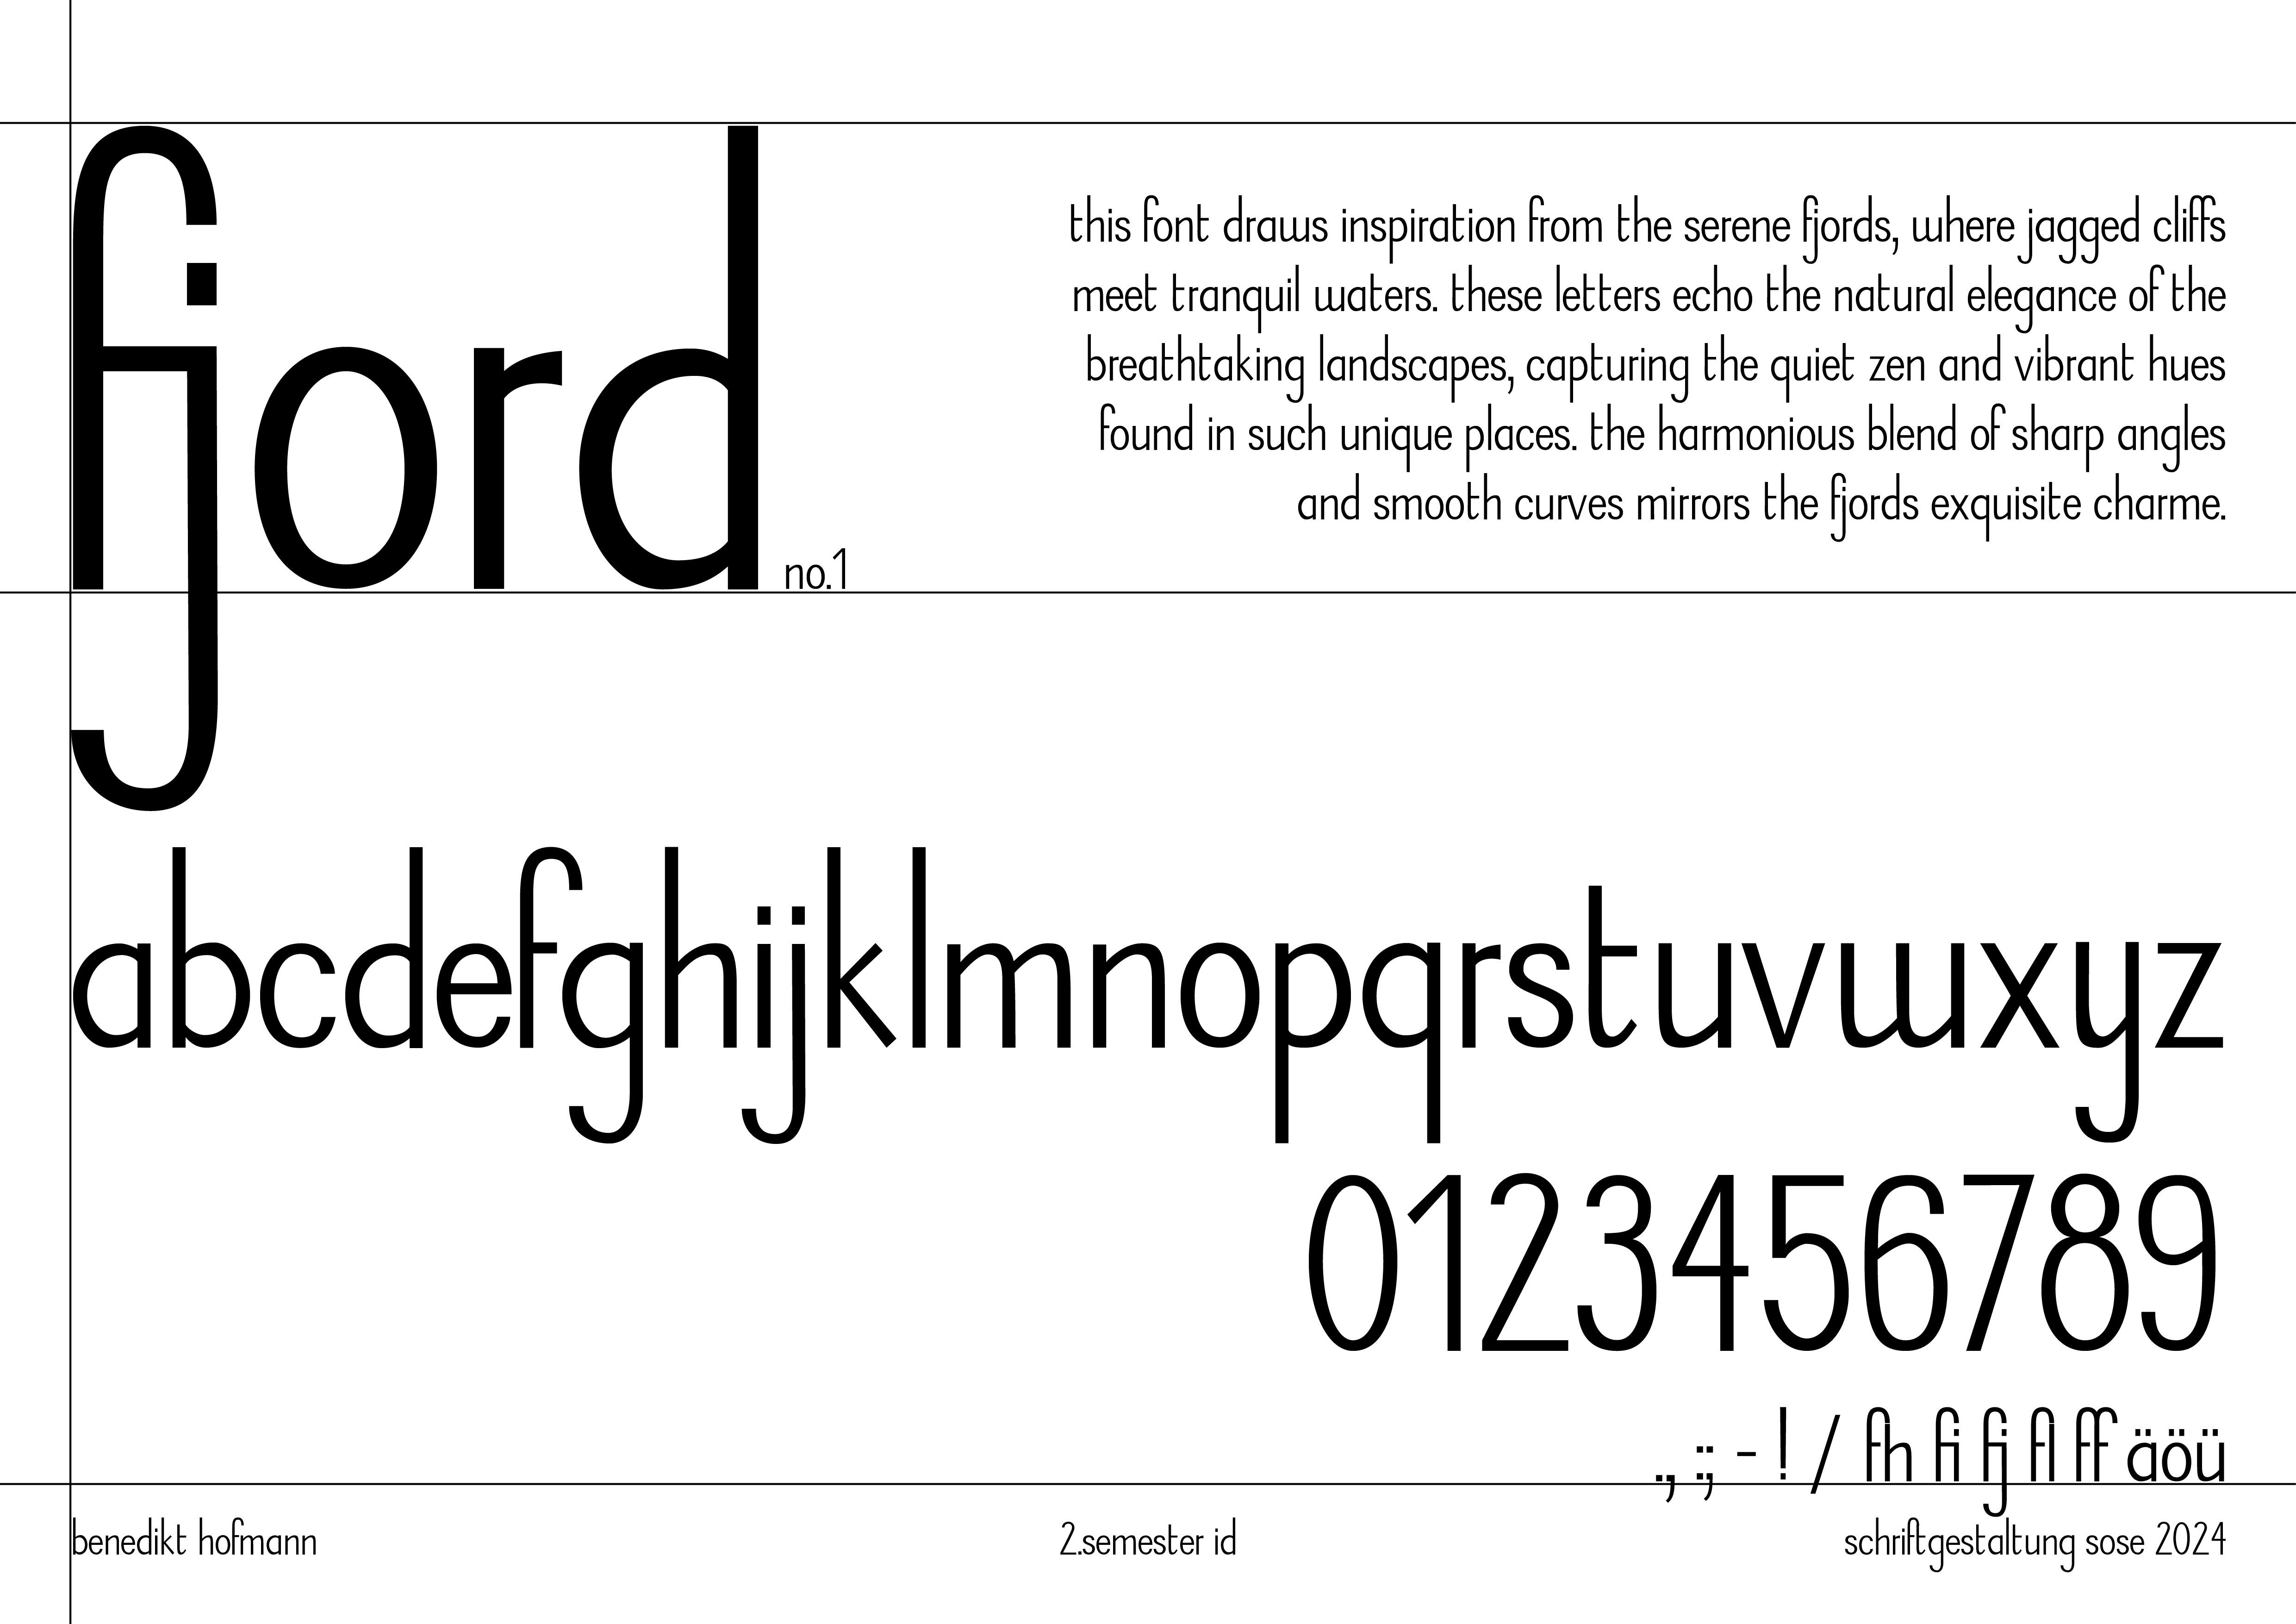 fjord
no.1
this font draws inspiration from the serene fjords, where jagged cliffs
meet tranquil waters. these letters echo the natural elegance of the
breathtaking landscapes, capturing the quiet zen and vibrant hues
found in such unique places. the harmonious blend of sharp angles
and smooth curves mirrors the fjords exquisite charme.
abcdefghijklmnopqrstuvwxyz
0123456789
., :; - ! / fh fi fj fl ff äöü
benedikt hofmann
2.semester id
schriftgestaltung sose 2024